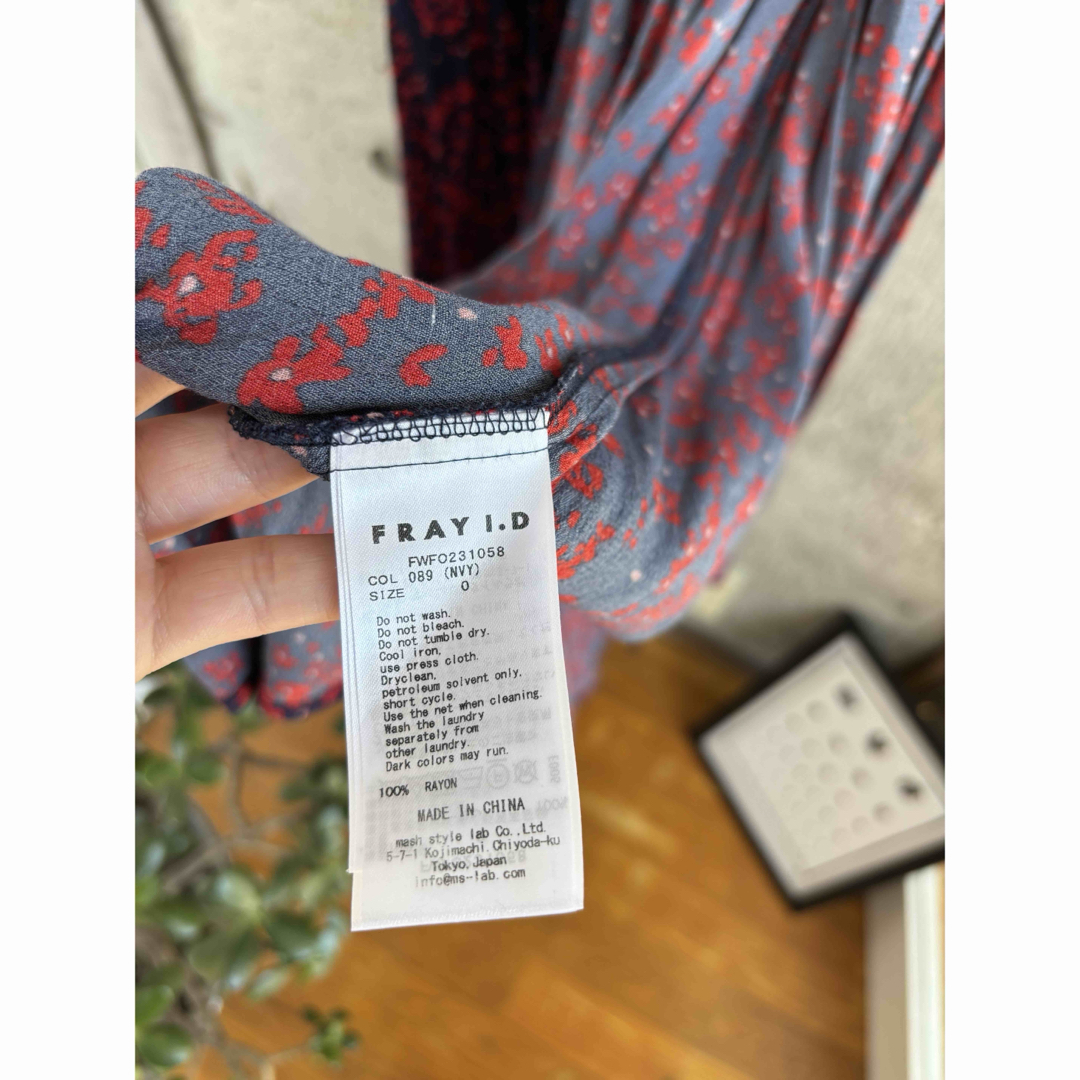 FRAY I.D
FWFO231058
COL 089 (NVY)
SIZE 0
Do not wash.
Do not bleach.
Do not tumble dry.
Cool iron,
use press cloth.
Dryclean,
petroleum solvent only,
short cycle.
Use the net when cleaning.
Wash the laundry
separately from
other laundry.
Dark colors may run.
100% RAYON
MADE IN CHINA
mash style lab Co.,Ltd.
5-7-1 Kojimachi Chiyoda-ku
Tokyo, Japan
info@ms-lab.com